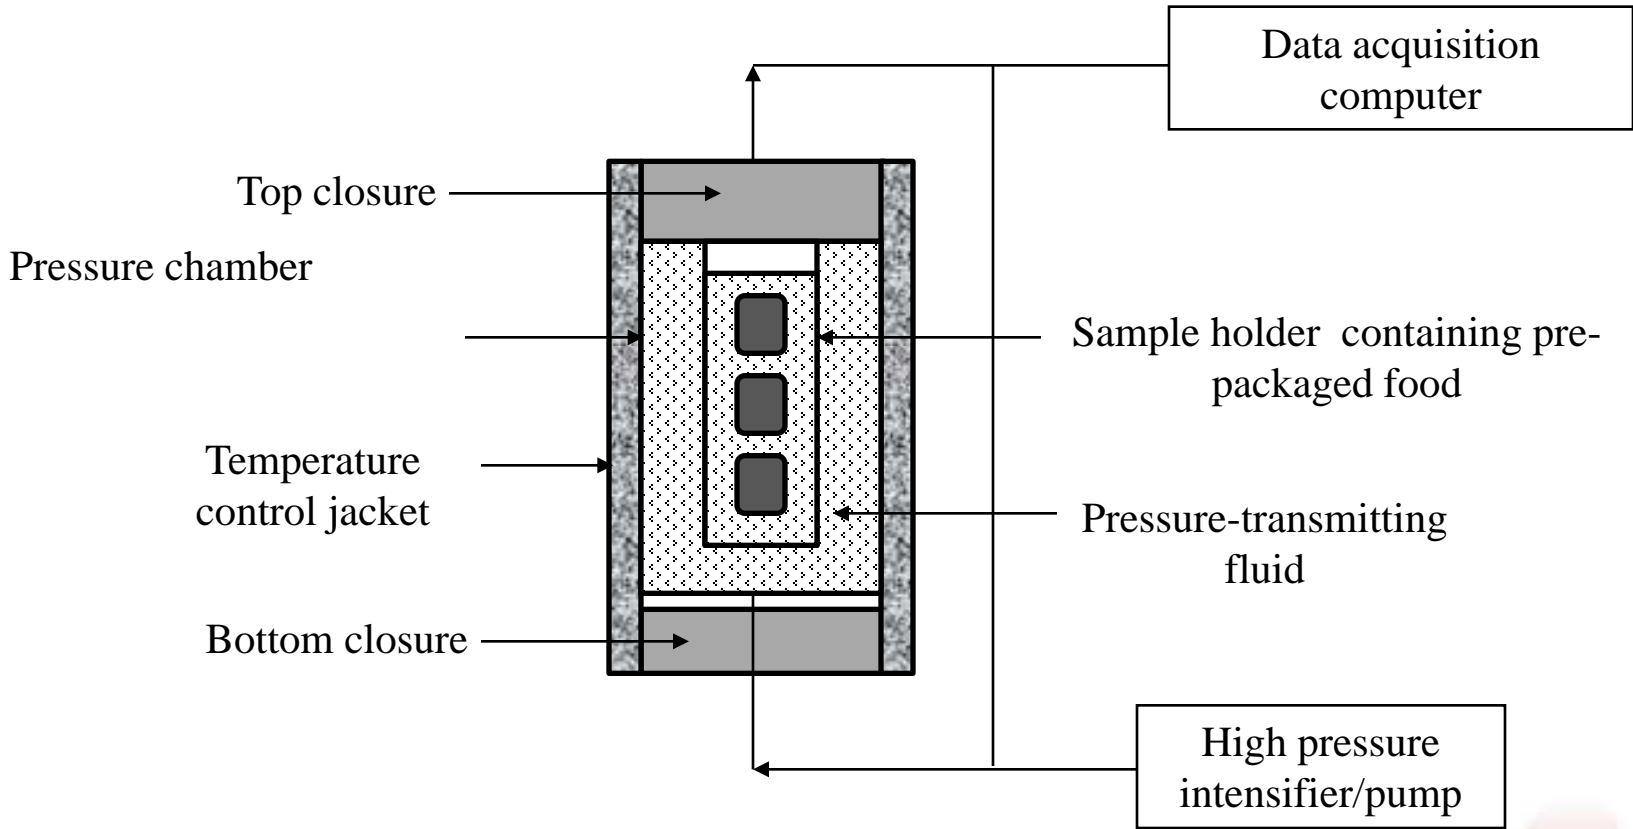 Data acquisition
computer
Top closure
Pressure chamber
Sample holder containing pre-
packaged food
Temperature
control jacket
Pressure-transmitting
fluid
Bottom closure
High pressure
intensifier/pump